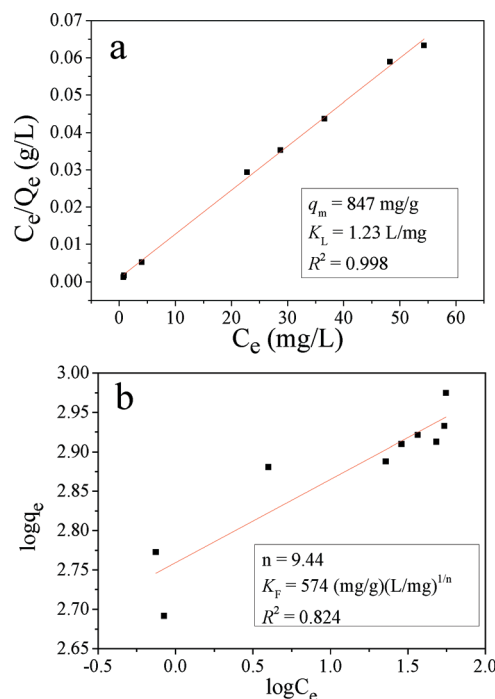 a
0.07
0.06
0.05
0.04
0.03
0.02
0.01
0.00
Cₑ/Qₑ (g/L)
qₘ = 847 mg/g
K_L = 1.23 L/mg
R² = 0.998
0 10 20 30 40 50 60
Cₑ (mg/L)
b
3.00
2.95
2.90
2.85
2.80
2.75
2.70
2.65
logqₑ
n = 9.44
K_F = 574 (mg/g)(L/mg)^1/n
R² = 0.824
-0.5 0.0 0.5 1.0 1.5 2.0
logCₑ